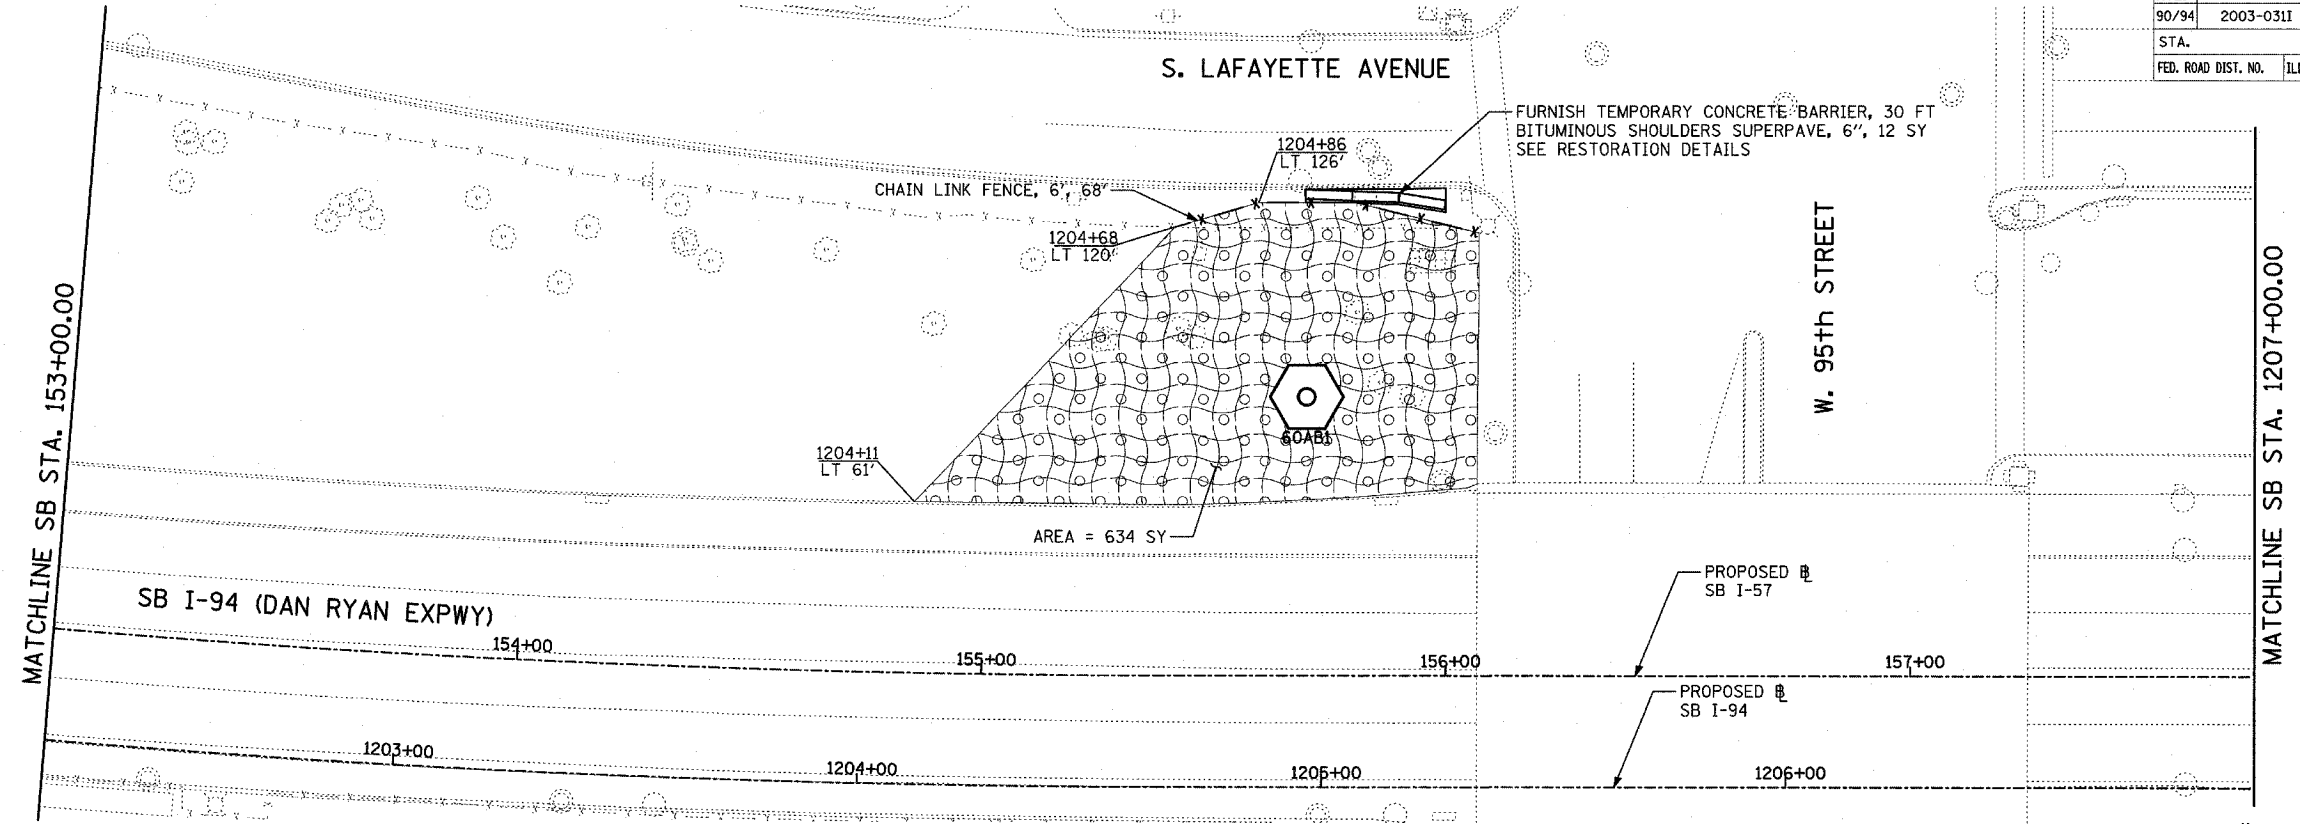 90/94 2003-031I
STA.
FED. ROAD DIST. NO.
S. LAFAYETTE AVENUE
FURNISH TEMPORARY CONCRETE BARRIER, 30 FT
BITUMINOUS SHOULDERS SUPERPAVE, 6", 12 SY
SEE RESTORATION DETAILS
1204+86
LT 126'
CHAIN LINK FENCE, 6', 68'
1204+68
LT 120'
W. 95th STREET
MATCHLINE SB STA. 153+00.00
MATCHLINE SB STA. 1207+00.00
60AB1
1204+11
LT 61'
AREA = 634 SY
PROPOSED B
SB I-57
SB I-94 (DAN RYAN EXPWY)
154+00
155+00
156+00
157+00
PROPOSED B
SB I-94
1203+00
1204+00
1205+00
1206+00